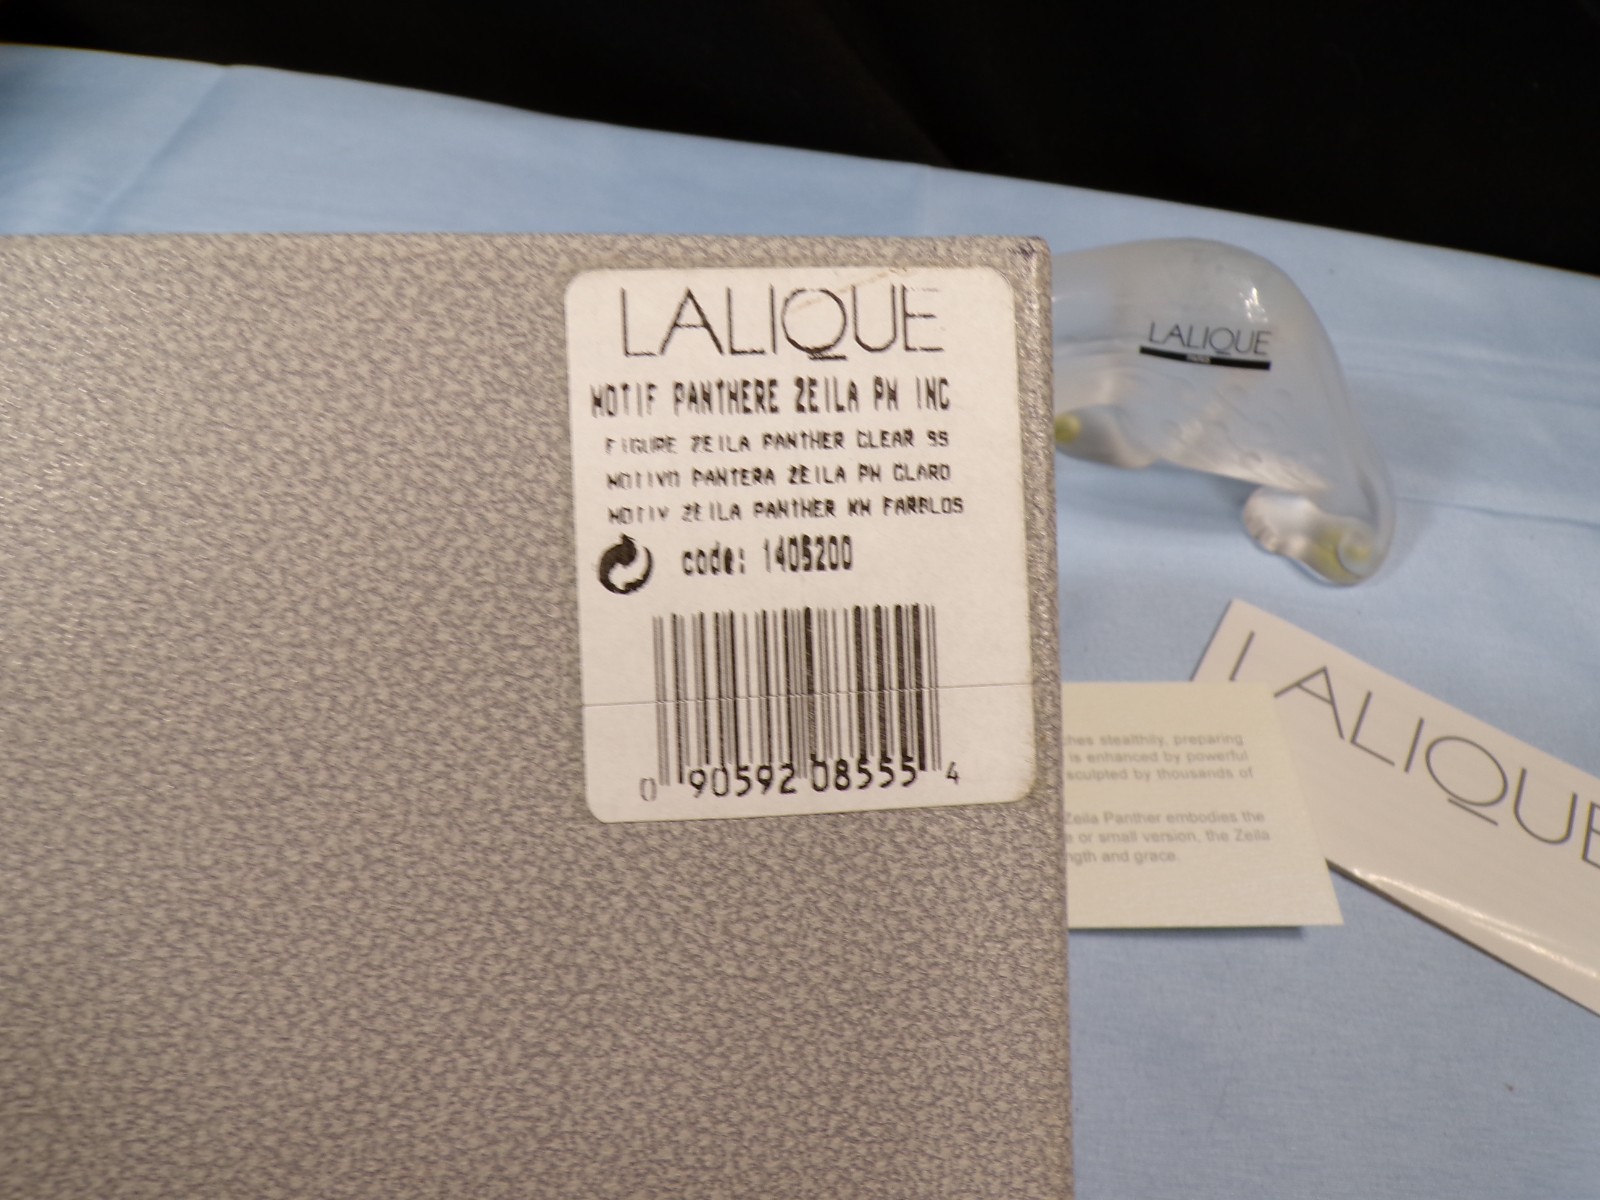 LALIQUE
MOTIF PANTHERE ZEILA PM INC
FIGURE ZEILA PANTHER CLEAR SS
MOTIVO PANTERA ZEILA PM CLARO
MOTIV ZEILA PANTHER KM FARBLOS
code: 1405200
0 90592 08555 4
LALIQUE
LALIQUE
ches stealthily, preparing
is enhanced by powerful
sculpted by thousands of
Zeila Panther embodies the
or small version, the Zeila
ngth and grace.